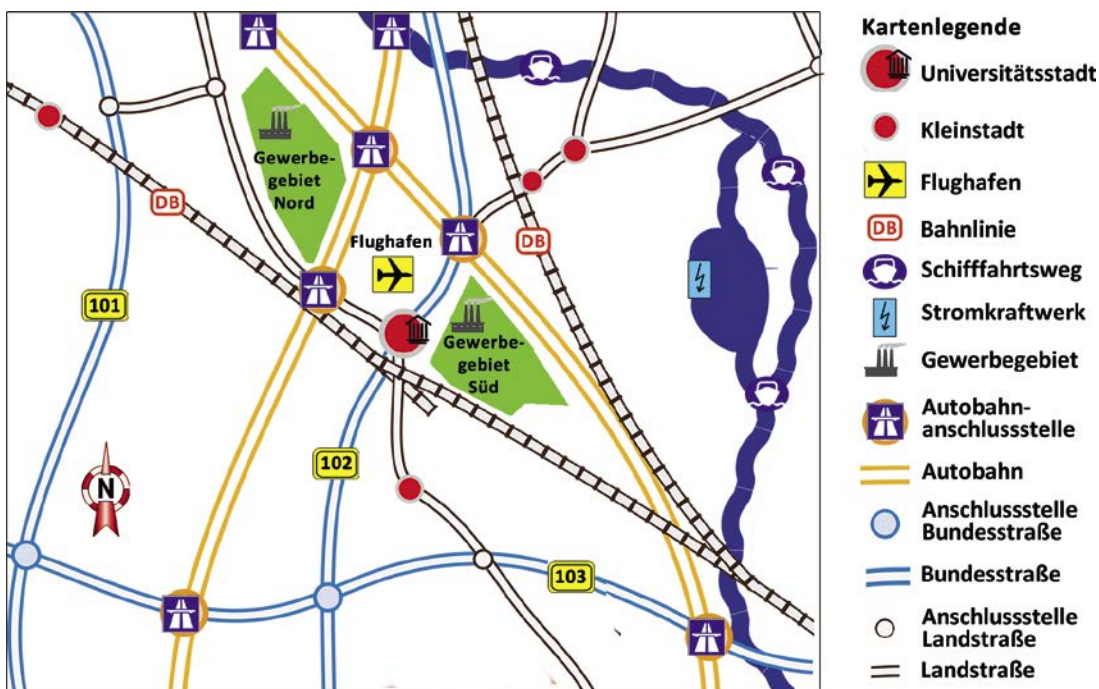 Gewerbe-
gebiet
Nord
DB
Flughafen
DB
101
Gewerbe-
gebiet
Süd
102
N
103
Kartenlegende
Universitätsstadt
Kleinstadt
Flughafen
DB Bahnlinie
Schifffahrtsweg
Stromkraftwerk
Gewerbegebiet
Autobahn-
anschlussstelle
Autobahn
Anschlussstelle
Bundesstraße
Bundesstraße
Anschlussstelle
Landstraße
Landstraße